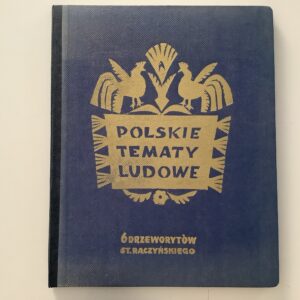 POLSKIE
TEMATY
LUDOWE
6 DRZEWORYTÓW
ST. RACZYŃSKIEGO